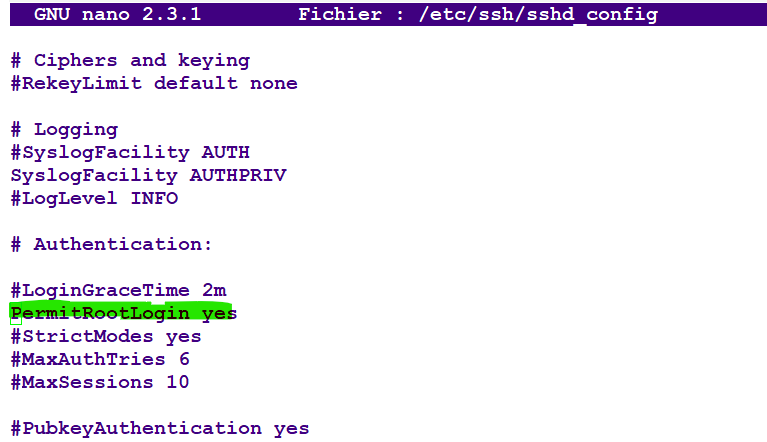 GNU nano 2.3.1 Fichier : /etc/ssh/sshd_config
# Ciphers and keying
#RekeyLimit default none
# Logging
#SyslogFacility AUTH
SyslogFacility AUTHPRIV
#LogLevel INFO
# Authentication:
#LoginGraceTime 2m
PermitRootLogin yes
#StrictModes yes
#MaxAuthTries 6
#MaxSessions 10
#PubkeyAuthentication yes